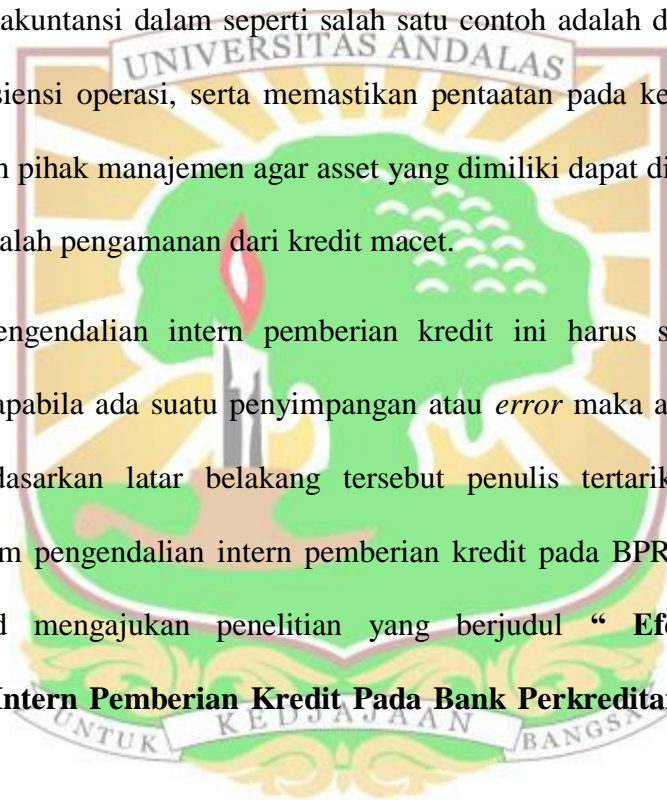 akuntansi dalam seperti salah satu contoh adalah d
UNIVERSITAS ANDALAS
siensi operasi, serta memastikan pentaatan pada ke
n pihak manajemen agar asset yang dimiliki dapat di
alah pengamanan dari kredit macet.
engendalian intern pemberian kredit ini harus s
apabila ada suatu penyimpangan atau error maka a
dasarkan latar belakang tersebut penulis tertarik
m pengendalian intern pemberian kredit pada BPR
d mengajukan penelitian yang berjudul “ Efe
Intern Pemberian Kredit Pada Bank Perkredita
UNTUK KEDJAJAAN BANGSA